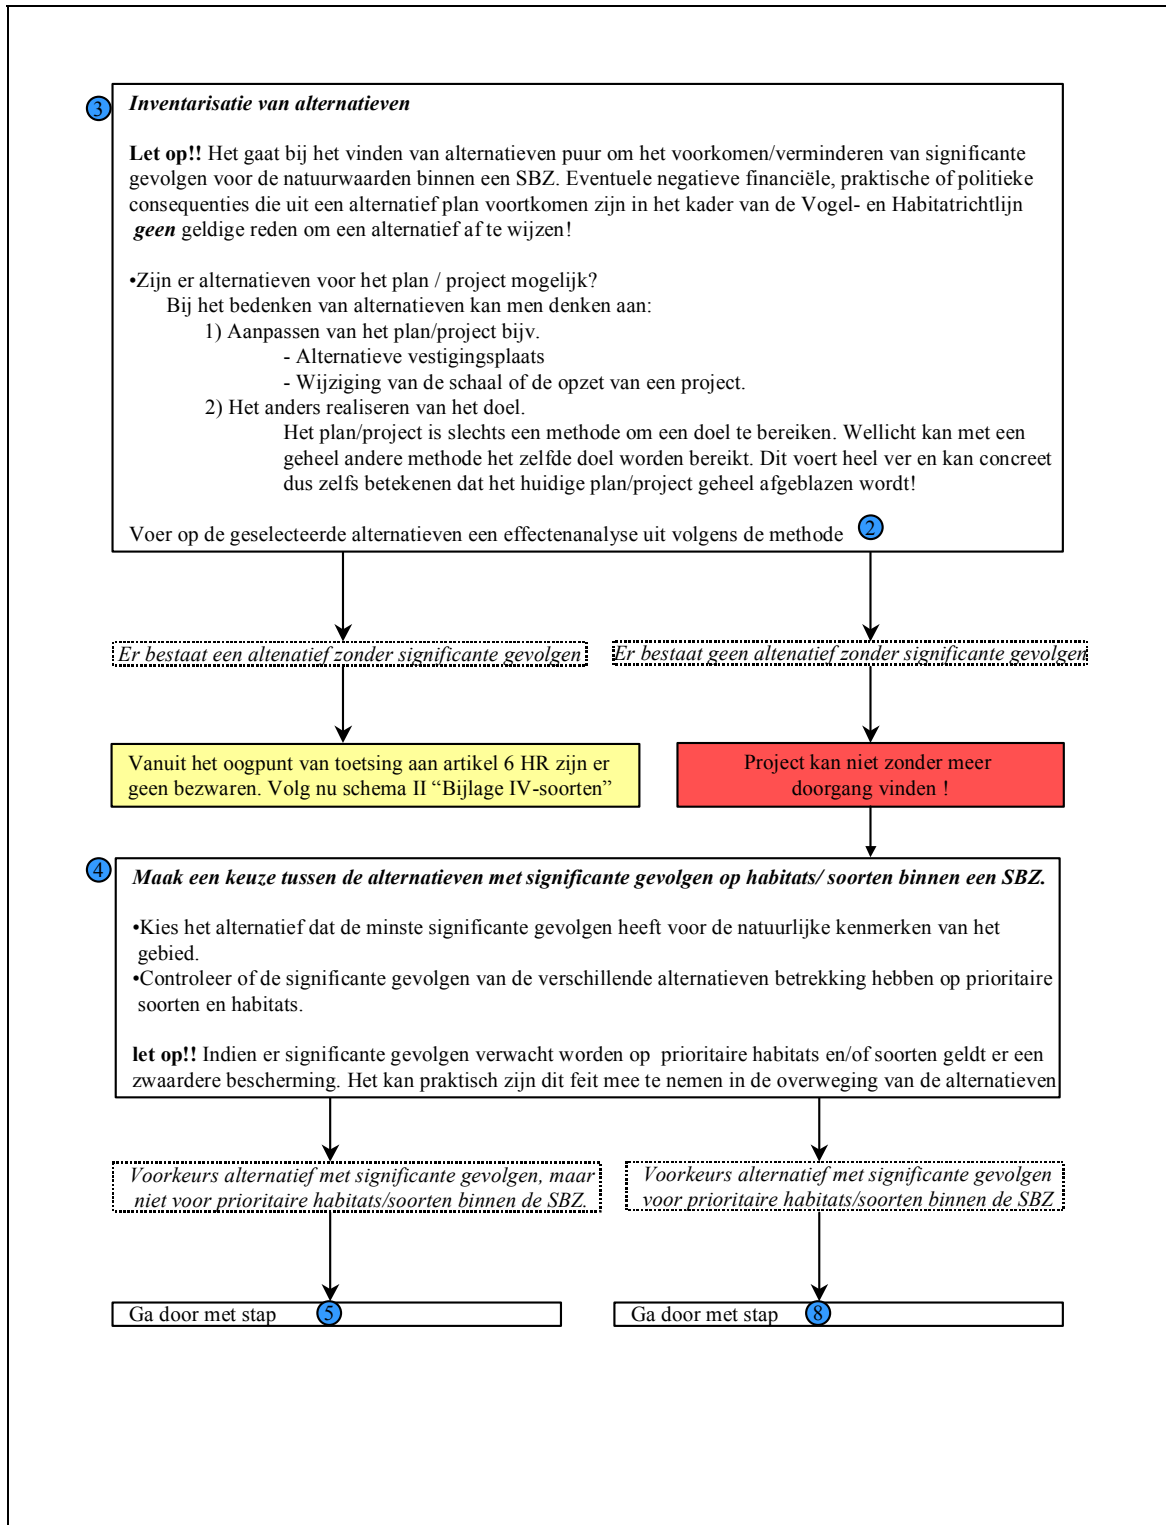 3
Inventarisatie van alternatieven
Let op!! Het gaat bij het vinden van alternatieven puur om het voorkomen/verminderen van significante
gevolgen voor de natuurwaarden binnen een SBZ. Eventuele negatieve financiële, praktische of politieke
consequenties die uit een alternatief plan voortkomen zijn in het kader van de Vogel- en Habitatrichtlijn
geen geldige reden om een alternatief af te wijzen!
•Zijn er alternatieven voor het plan / project mogelijk?
Bij het bedenken van alternatieven kan men denken aan:
1) Aanpassen van het plan/project bijv.
- Alternatieve vestigingsplaats
- Wijziging van de schaal of de opzet van een project.
2) Het anders realiseren van het doel.
Het plan/project is slechts een methode om een doel te bereiken. Wellicht kan met een
geheel andere methode het zelfde doel worden bereikt. Dit voert heel ver en kan concreet
dus zelfs betekenen dat het huidige plan/project geheel afgeblazen wordt!
Voer op de geselecteerde alternatieven een effectenanalyse uit volgens de methode 2
Er bestaat een altenatief zonder significante gevolgen
Er bestaat geen altenatief zonder significante gevolgen
Vanuit het oogpunt van toetsing aan artikel 6 HR zijn er
geen bezwaren. Volg nu schema II “Bijlage IV-soorten”
Project kan niet zonder meer
doorgang vinden !
4
Maak een keuze tussen de alternatieven met significante gevolgen op habitats/ soorten binnen een SBZ.
•Kies het alternatief dat de minste significante gevolgen heeft voor de natuurlijke kenmerken van het
gebied.
•Controleer of de significante gevolgen van de verschillende alternatieven betrekking hebben op prioritaire
soorten en habitats.
let op!! Indien er significante gevolgen verwacht worden op prioritaire habitats en/of soorten geldt er een
zwaardere bescherming. Het kan praktisch zijn dit feit mee te nemen in de overweging van de alternatieven
Voorkeurs alternatief met significante gevolgen, maar
niet voor prioritaire habitats/soorten binnen de SBZ.
Voorkeurs alternatief met significante gevolgen
voor prioritaire habitats/soorten binnen de SBZ
Ga door met stap 5
Ga door met stap 8